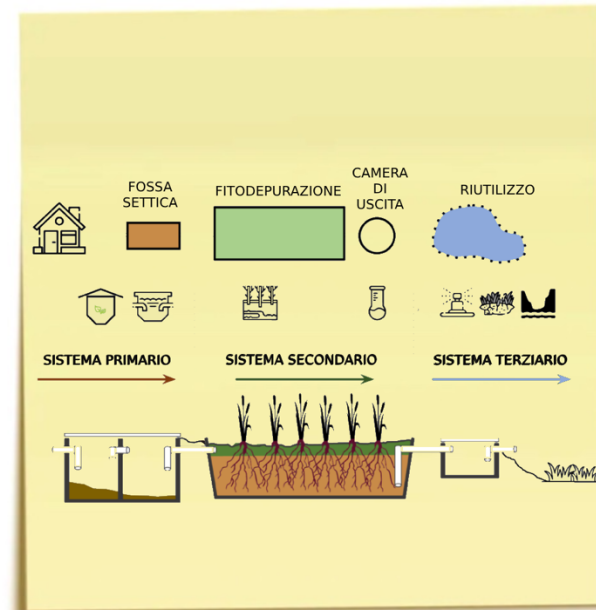 FOSSA
SETTICA
FITODEPURAZIONE
CAMERA
DI
USCITA
RIUTILIZZO
SISTEMA PRIMARIO
SISTEMA SECONDARIO
SISTEMA TERZIARIO